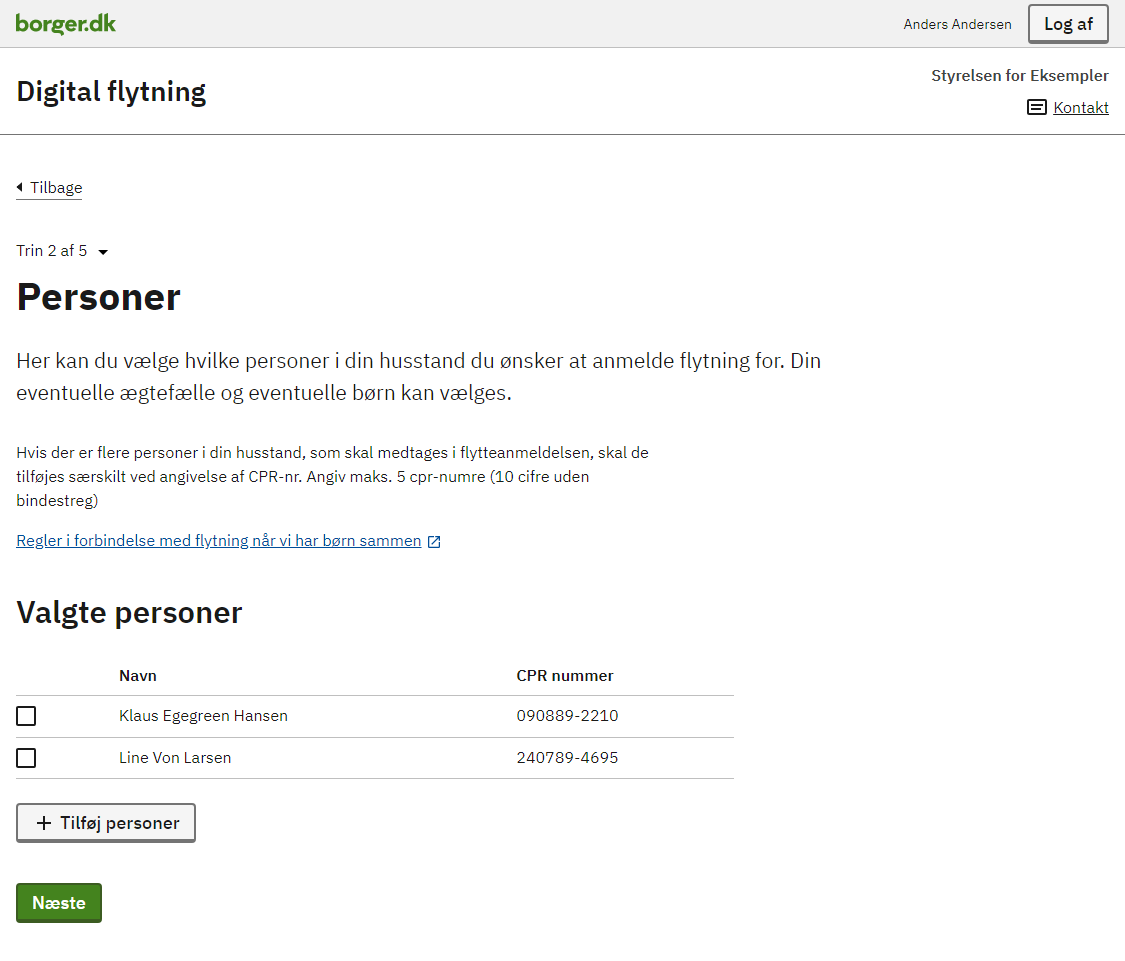 borger.dk
Anders Andersen
Log af
Digital flytning
Styrelsen for Eksempler
Kontakt
Tilbage
Trin 2 af 5
Personer
Her kan du vælge hvilke personer i din husstand du ønsker at anmelde flytning for. Din
eventuelle ægtefælle og eventuelle børn kan vælges.
Hvis der er flere personer i din husstand, som skal medtages i flytteanmeldelsen, skal de
tilføjes særskilt ved angivelse af CPR-nr. Angiv maks. 5 cpr-numre (10 cifre uden
bindestreg)
Regler i forbindelse med flytning når vi har børn sammen
Valgte personer
Navn CPR nummer
Klaus Egegreen Hansen 090889-2210
Line Von Larsen 240789-4695
Tilføj personer
Næste